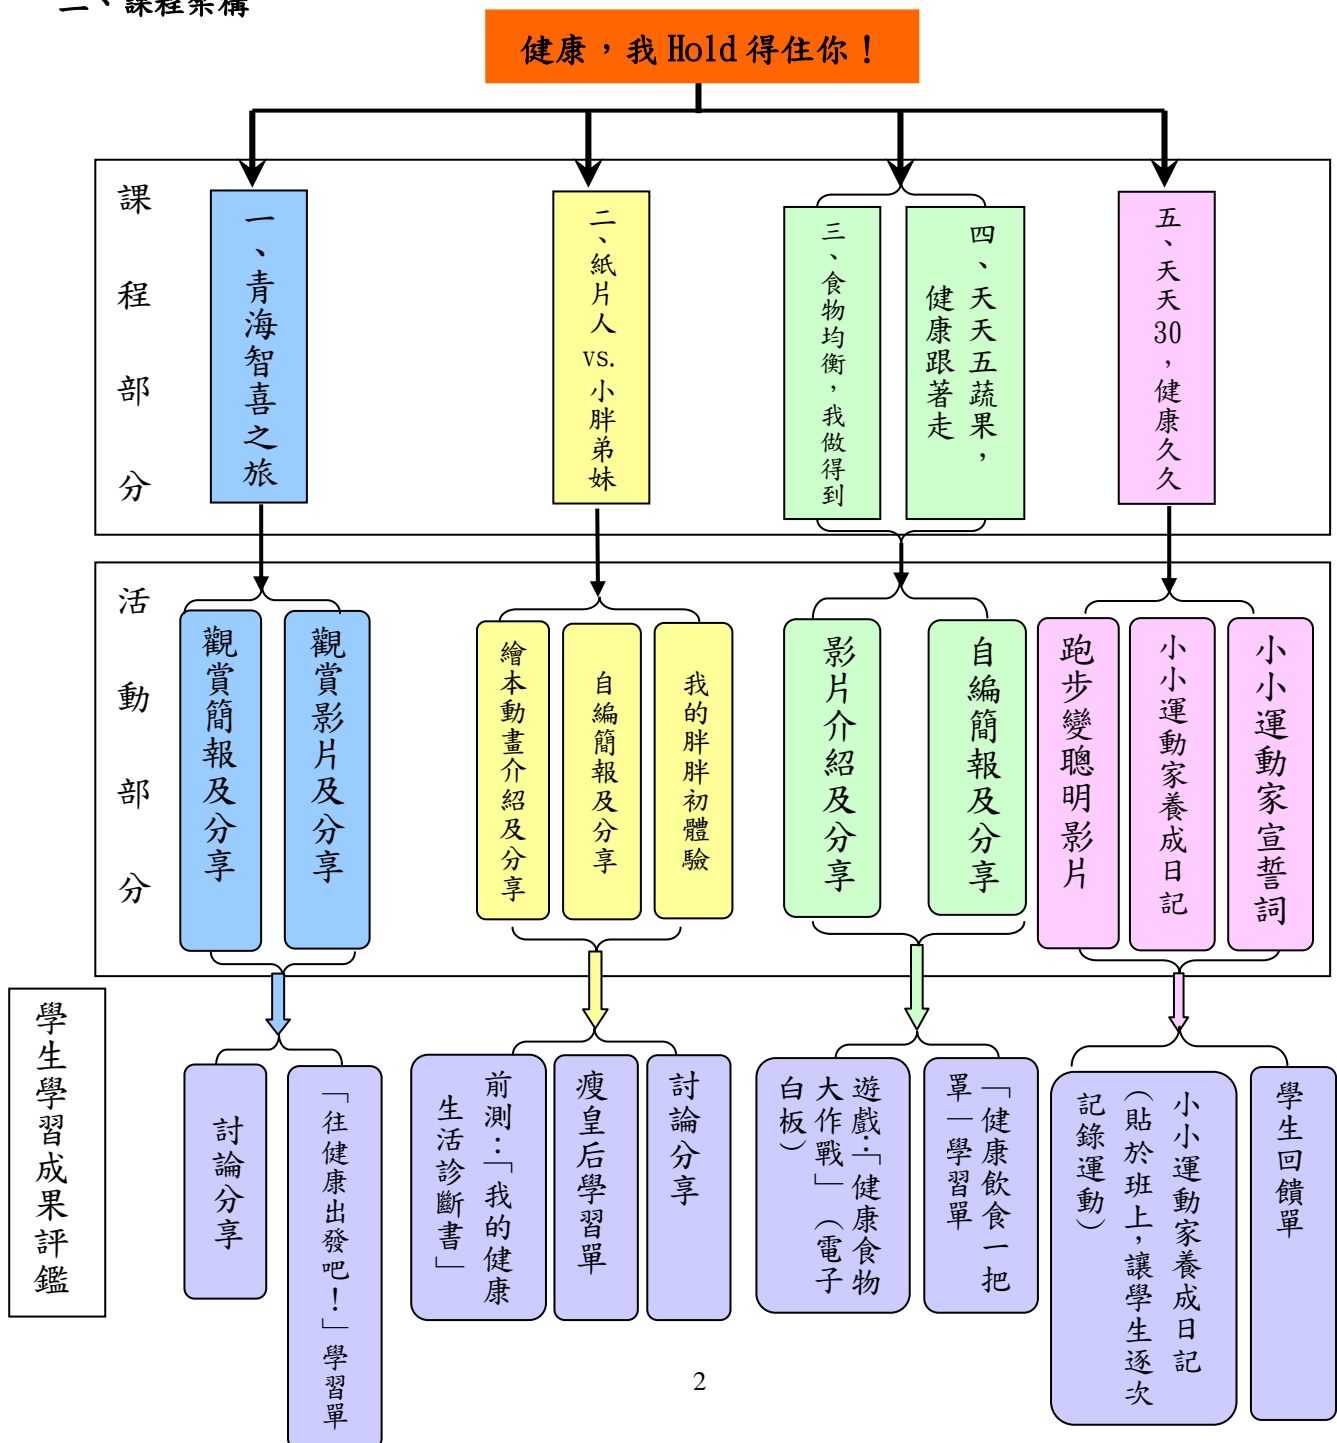 二、課程架構
健康，我 Hold 得住你！
課程部分
一、青海智喜之旅
二、紙片人 vs. 小胖弟妹
三、食物均衡，我做得到
四、天天五蔬果，
健康跟著走
五、天天30，健康久久
活動部分
觀賞簡報及分享
觀賞影片及分享
繪本動畫介紹及分享
自編簡報及分享
我的胖胖初體驗
影片介紹及分享
自編簡報及分享
跑步變聰明影片
小小運動家養成日記
小小運動家宣誓詞
學生學習成果評鑑
討論分享
「往健康出發吧！」學習單
前測：「我的健康
生活診斷書」
瘦皇后學習單
討論分享
遊戲：「健康食物
大作戰」（電子
白板）
「健康飲食一把
罩」學習單
小小運動家養成日記
（貼於班上，讓學生逐次
記錄運動）
學生回饋單
2